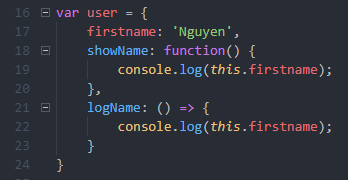 16 var user = {
17 firstname: 'Nguyen',
18 showName: function() {
19 console.log(this.firstname);
20 },
21 logName: () => {
22 console.log(this.firstname);
23 }
24 }